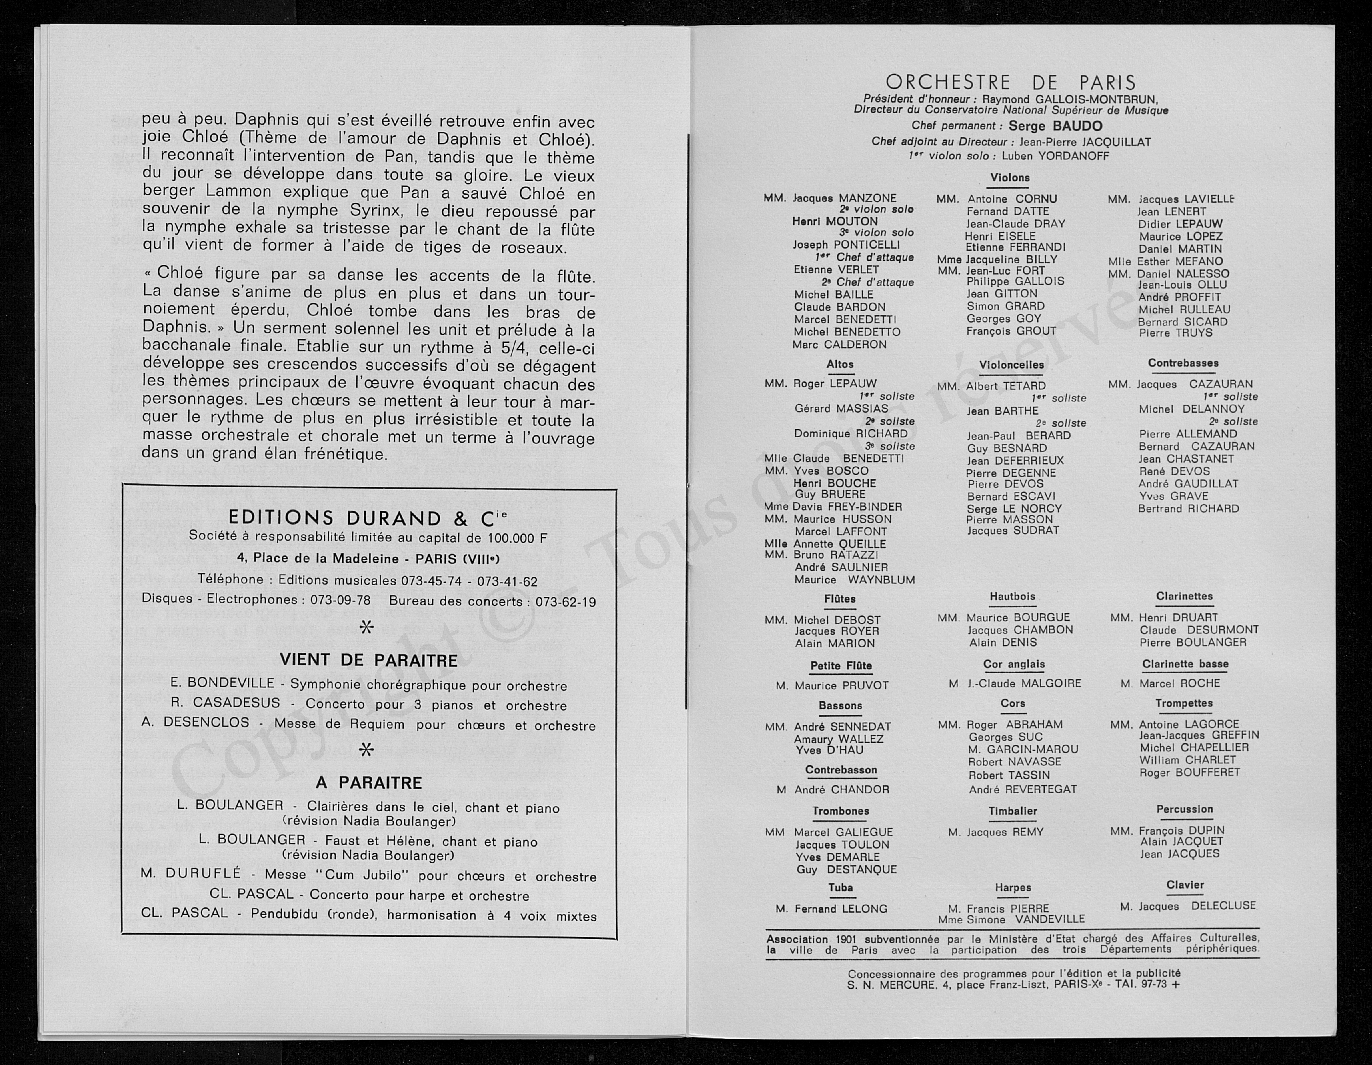 peu à peu. Daphnis qui s'est éveillé retrouve enfin avec
joie Chloé (Thème de l'amour de Daphnis et Chloé).
Il reconnaît l'intervention de Pan, tandis que le thème
du jour se développe dans toute sa gloire. Le vieux
berger Lammon explique que Pan a sauvé Chloé en
souvenir de la nymphe Syrinx, le dieu repoussé par
la nymphe exhale sa tristesse par le chant de la flûte
qu'il vient de former à l'aide de tiges de roseaux.
« Chloé figure par sa danse les accents de la flûte.
La danse s'anime de plus en plus et dans un tour-
noiement éperdu, Chloé tombe dans les bras de
Daphnis. » Un serment solennel les unit et prélude à la
bacchanale finale. Etablie sur un rythme à 5/4, celle-ci
développe ses crescendos successifs d'où se dégagent
les thèmes principaux de l'œuvre évoquant chacun des
personnages. Les chœurs se mettent à leur tour à mar-
quer le rythme de plus en plus irrésistible et toute la
masse orchestrale et chorale met un terme à l'ouvrage
dans un grand élan frénétique.
EDITIONS DURAND & Cie
Société à responsabilité limitée au capital de 100.000 F
4, Place de la Madeleine - PARIS (VIIIe)
Téléphone : Editions musicales 073-45-74 - 073-41-62
Disques - Electrophones : 073-09-78 Bureau des concerts : 073-62-19
VIENT DE PARAITRE
E. BONDEVILLE - Symphonie chorégraphique pour orchestre
R. CASADESUS - Concerto pour 3 pianos et orchestre
A. DESENCLOS - Messe de Requiem pour chœurs et orchestre
A PARAITRE
L. BOULANGER - Clairières dans le ciel, chant et piano
(révision Nadia Boulanger)
L. BOULANGER - Faust et Hélène, chant et piano
(révision Nadia Boulanger)
M. DURUFLÉ - Messe "Cum Jubilo" pour chœurs et orchestre
CL. PASCAL - Concerto pour harpe et orchestre
CL. PASCAL - Pendubidu (ronde), harmonisation à 4 voix mixtes
ORCHESTRE DE PARIS
Président d'honneur : Raymond GALLOIS-MONTBRUN,
Directeur du Conservatoire National Supérieur de Musique
Chef permanent : Serge BAUDO
Chef adjoint au Directeur : Jean-Pierre JACQUILLAT
1er violon solo : Luben YORDANOFF
Violons
MM. Jacques MANZONE
2e violon solo
Henri MOUTON
3e violon solo
Joseph PONTICELLI
1er Chef d'attaque
Etienne VERLET
2e Chef d'attaque
Michel BAILLE
Claude BARDON
Marcel BENEDETTI
Michel BENEDETTO
Marc CALDERON
MM. Antoine CORNU
Fernand DATTE
Jean-Claude DRAY
Henri EISELE
Etienne FERRANDI
Mme Jacqueline BILLY
MM. Jean-Luc FORT
Philippe GALLOIS
Jean GITTON
Simon GRARD
Georges GOY
François GROUT
MM. Jacques LAVIELLE
Jean LENERT
Didier LEPAUW
Maurice LOPEZ
Daniel MARTIN
Mlle Esther MEFANO
MM. Daniel NALESSO
Jean-Louis OLLU
André PROFFIT
Michel RULLEAU
Bernard SICARD
Pierre TRUYS
Altos
MM. Roger LEPAUW
1er soliste
Gérard MASSIAS
2e soliste
Dominique RICHARD
3e soliste
Mlle Claude BENEDETTI
MM. Yves BOSCO
Henri BOUCHE
Guy BRUERE
Mme Davia FREY-BINDER
MM. Maurice HUSSON
Marcel LAFFONT
Mlle Annette QUEILLE
MM. Bruno RATAZZI
André SAULNIER
Maurice WAYNBLUM
Violoncelles
MM. Albert TETARD
1er soliste
Jean BARTHE
2e soliste
Jean-Paul BERARD
Guy BESNARD
Jean DEFERRIEUX
Pierre DEGENNE
Pierre DEVOS
Bernard ESCAVI
Serge LE NORCY
Pierre MASSON
Jacques SUDRAT
Contrebasses
MM. Jacques CAZAURAN
1er soliste
Michel DELANNOY
2e soliste
Pierre ALLEMAND
Bernard CAZAURAN
Jean CHASTANET
René DEVOS
André GAUDILLAT
Yves GRAVE
Bertrand RICHARD
Flûtes
MM. Michel DEBOST
Jacques ROYER
Alain MARION
Hautbois
MM. Maurice BOURGUE
Jacques CHAMBON
Alain DENIS
Clarinettes
MM. Henri DRUART
Claude DESURMONT
Pierre BOULANGER
Petite Flûte
M. Maurice PRUVOT
Cor anglais
M J.-Claude MALGOIRE
Clarinette basse
M. Marcel ROCHE
Bassons
MM. André SENNEDAT
Amaury WALLEZ
Yves D'HAU
Contrebasson
M André CHANDOR
Cors
MM. Roger ABRAHAM
Georges SUC
M. GARCIN-MAROU
Robert NAVASSE
Robert TASSIN
André REVERTEGAT
Trompettes
MM. Antoine LAGORCE
Jean-Jacques GREFFIN
Michel CHAPELLIER
William CHARLET
Roger BOUFFERET
Trombones
MM Marcel GALIEGUE
Jacques TOULON
Yves DEMARLE
Guy DESTANQUE
Timbalier
M. Jacques REMY
Percussion
MM. François DUPIN
Alain JACQUET
Jean JACQUES
Tuba
M. Fernand LELONG
Harpes
M. Francis PIERRE
Mme Simone VANDEVILLE
Clavier
M. Jacques DELECLUSE
Association 1901 subventionnée par le Ministère d'Etat chargé des Affaires Culturelles,
la ville de Paris avec la participation des trois Départements périphériques.
Concessionnaire des programmes pour l'édition et la publicité
S. N. MERCURE. 4, place Franz-Liszt, PARIS-Xe - TAI. 97-73 +
Copyright © - Tous droits réservés